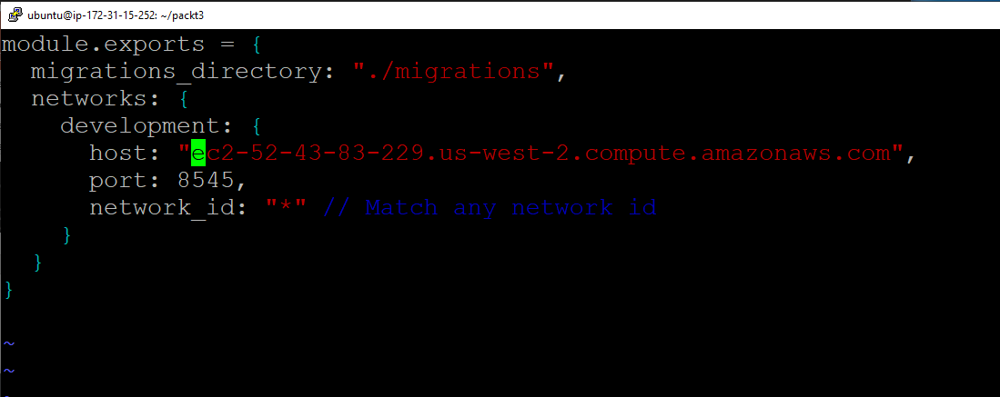 ubuntu@ip-172-31-15-252: ~/packt3
module.exports = {
  migrations_directory: "./migrations",
  networks: {
    development: {
      host: "ec2-52-43-83-229.us-west-2.compute.amazonaws.com",
      port: 8545,
      network_id: "*" // Match any network id
    }
  }
}
~
~
~